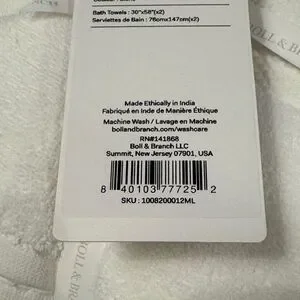 Bath Towels : 30"x58"(x2)
Serviettes de Bain : 76cmx147cm(x2)
Made Ethically in India
Fabriqué en Inde de Manière Éthique
Machine Wash / Lavage en Machine
bollandbranch.com/washcare
RN#141868
Boll & Branch LLC
Summit, New Jersey 07901, USA
8 40103 77725 2
SKU : 1008200012ML
BOLL & BRANCH